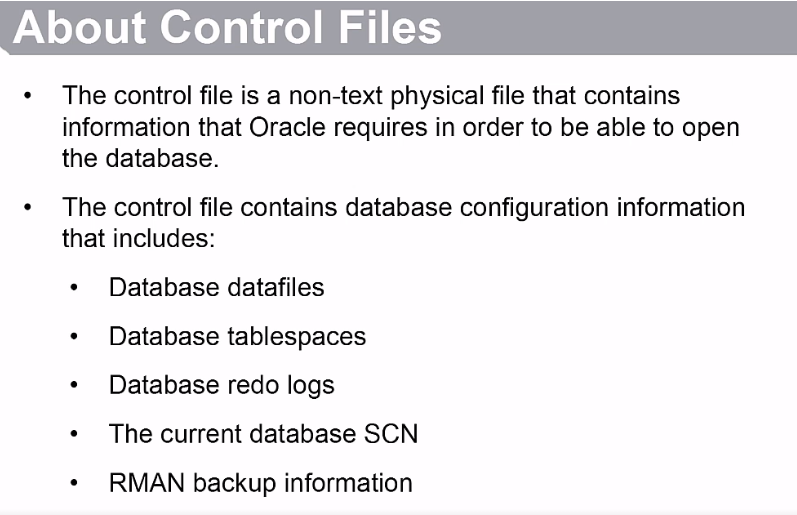 About Control Files
• The control file is a non-text physical file that contains
information that Oracle requires in order to be able to open
the database.
• The control file contains database configuration information
that includes:
• Database datafiles
• Database tablespaces
• Database redo logs
• The current database SCN
• RMAN backup information